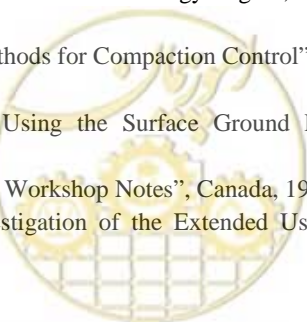 thods for Compaction Control”
Using the Surface Ground
Workshop Notes”, Canada, 19
stigation of the Extended Us